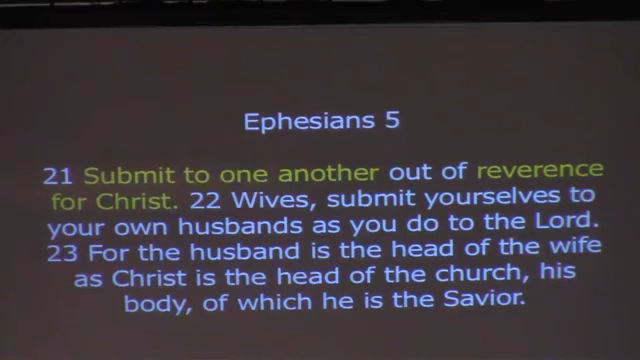 Ephesians 5
21 Submit to one another out of reverence
for Christ. 22 Wives, submit yourselves to
your own husbands as you do to the Lord.
23 For the husband is the head of the wife
as Christ is the head of the church, his
body, of which he is the Savior.